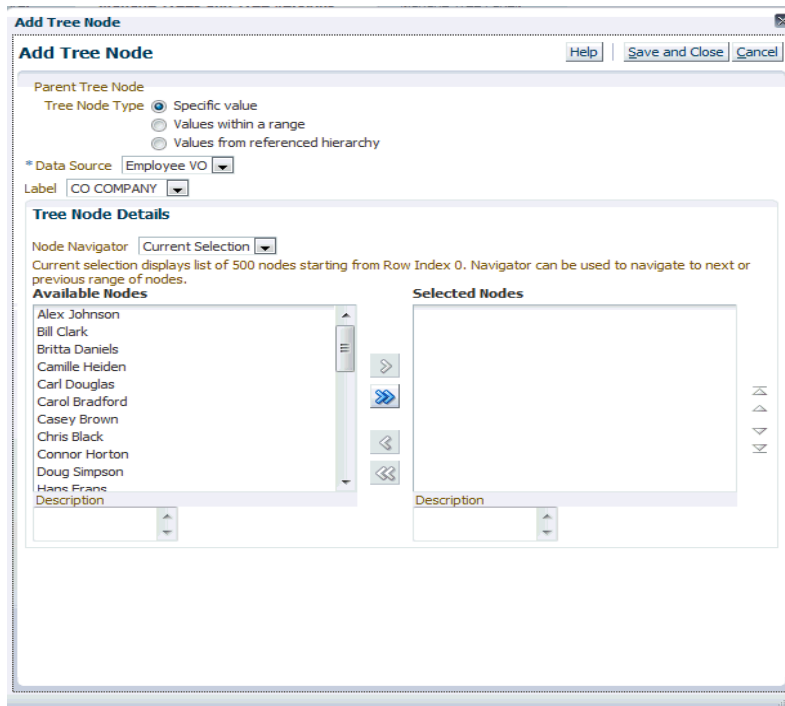 Add Tree Node
Add Tree Node
Help
Save and Close
Cancel
Parent Tree Node
Tree Node Type
Specific value
Values within a range
Values from referenced hierarchy
* Data Source Employee VO
Label CO COMPANY
Tree Node Details
Node Navigator Current Selection
Current selection displays list of 500 nodes starting from Row Index 0. Navigator can be used to navigate to next or
previous range of nodes.
Available Nodes
Alex Johnson
Bill Clark
Britta Daniels
Camille Heiden
Carl Douglas
Carol Bradford
Casey Brown
Chris Black
Connor Horton
Doug Simpson
Hans Frans
Description
Selected Nodes
Description